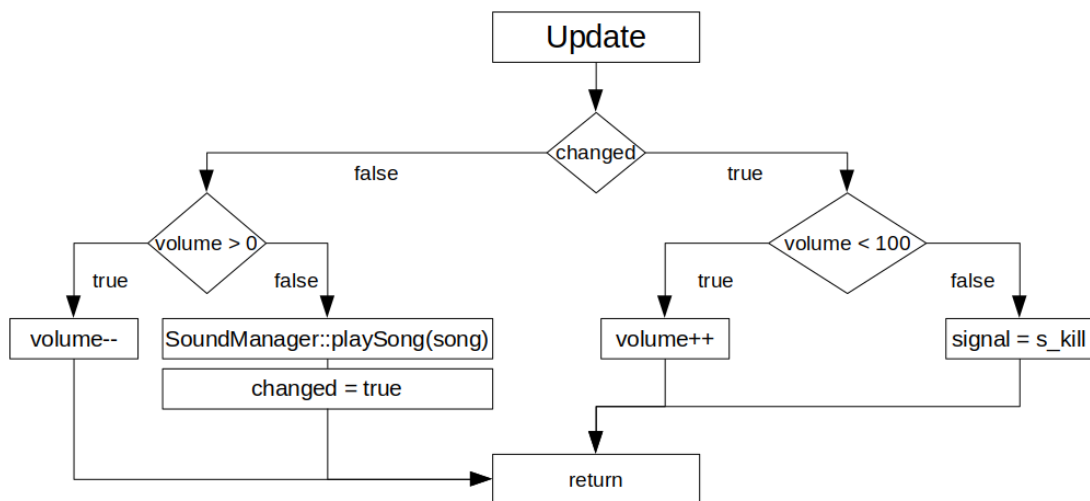 Update
changed
false
true
volume > 0
volume < 100
true
false
true
false
volume--
SoundManager::playSong(song)
volume++
signal = s_kill
changed = true
return